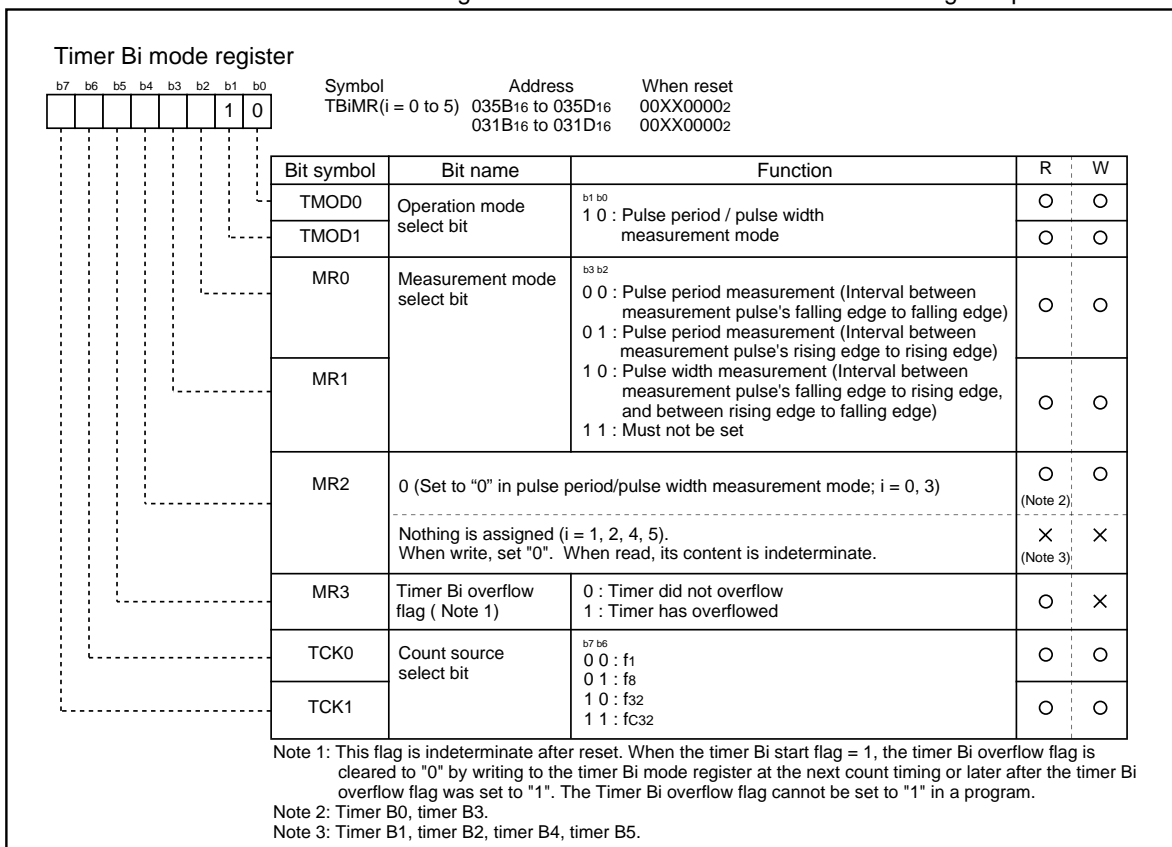 Timer Bi mode register
b7 b6 b5 b4 b3 b2 b1 b0
1 0
Symbol Address When reset
TBiMR(i = 0 to 5) 035B16 to 035D16 00XX00002
031B16 to 031D16 00XX00002
Bit symbol Bit name Function R W
TMOD0
TMOD1
Operation mode
select bit
b1 b0
1 0 : Pulse period / pulse width
measurement mode
MR0
MR1
Measurement mode
select bit
b3 b2
0 0 : Pulse period measurement (Interval between
measurement pulse's falling edge to falling edge)
0 1 : Pulse period measurement (Interval between
measurement pulse's rising edge to rising edge)
1 0 : Pulse width measurement (Interval between
measurement pulse's falling edge to rising edge,
and between rising edge to falling edge)
1 1 : Must not be set
MR2
0 (Set to “0” in pulse period/pulse width measurement mode; i = 0, 3)
(Note 2)
Nothing is assigned (i = 1, 2, 4, 5).
When write, set "0". When read, its content is indeterminate.
(Note 3)
MR3
Timer Bi overflow
flag ( Note 1)
0 : Timer did not overflow
1 : Timer has overflowed
TCK0
TCK1
Count source
select bit
b7 b6
0 0 : f1
0 1 : f8
1 0 : f32
1 1 : fC32
Note 1: This flag is indeterminate after reset. When the timer Bi start flag = 1, the timer Bi overflow flag is
cleared to "0" by writing to the timer Bi mode register at the next count timing or later after the timer Bi
overflow flag was set to "1". The Timer Bi overflow flag cannot be set to "1" in a program.
Note 2: Timer B0, timer B3.
Note 3: Timer B1, timer B2, timer B4, timer B5.